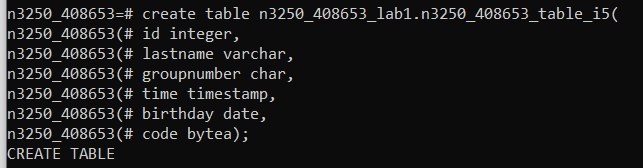 n3250_408653=# create table n3250_408653_lab1.n3250_408653_table_i5(
n3250_408653(# id integer,
n3250_408653(# lastname varchar,
n3250_408653(# groupnumber char,
n3250_408653(# time timestamp,
n3250_408653(# birthday date,
n3250_408653(# code bytea);
CREATE TABLE